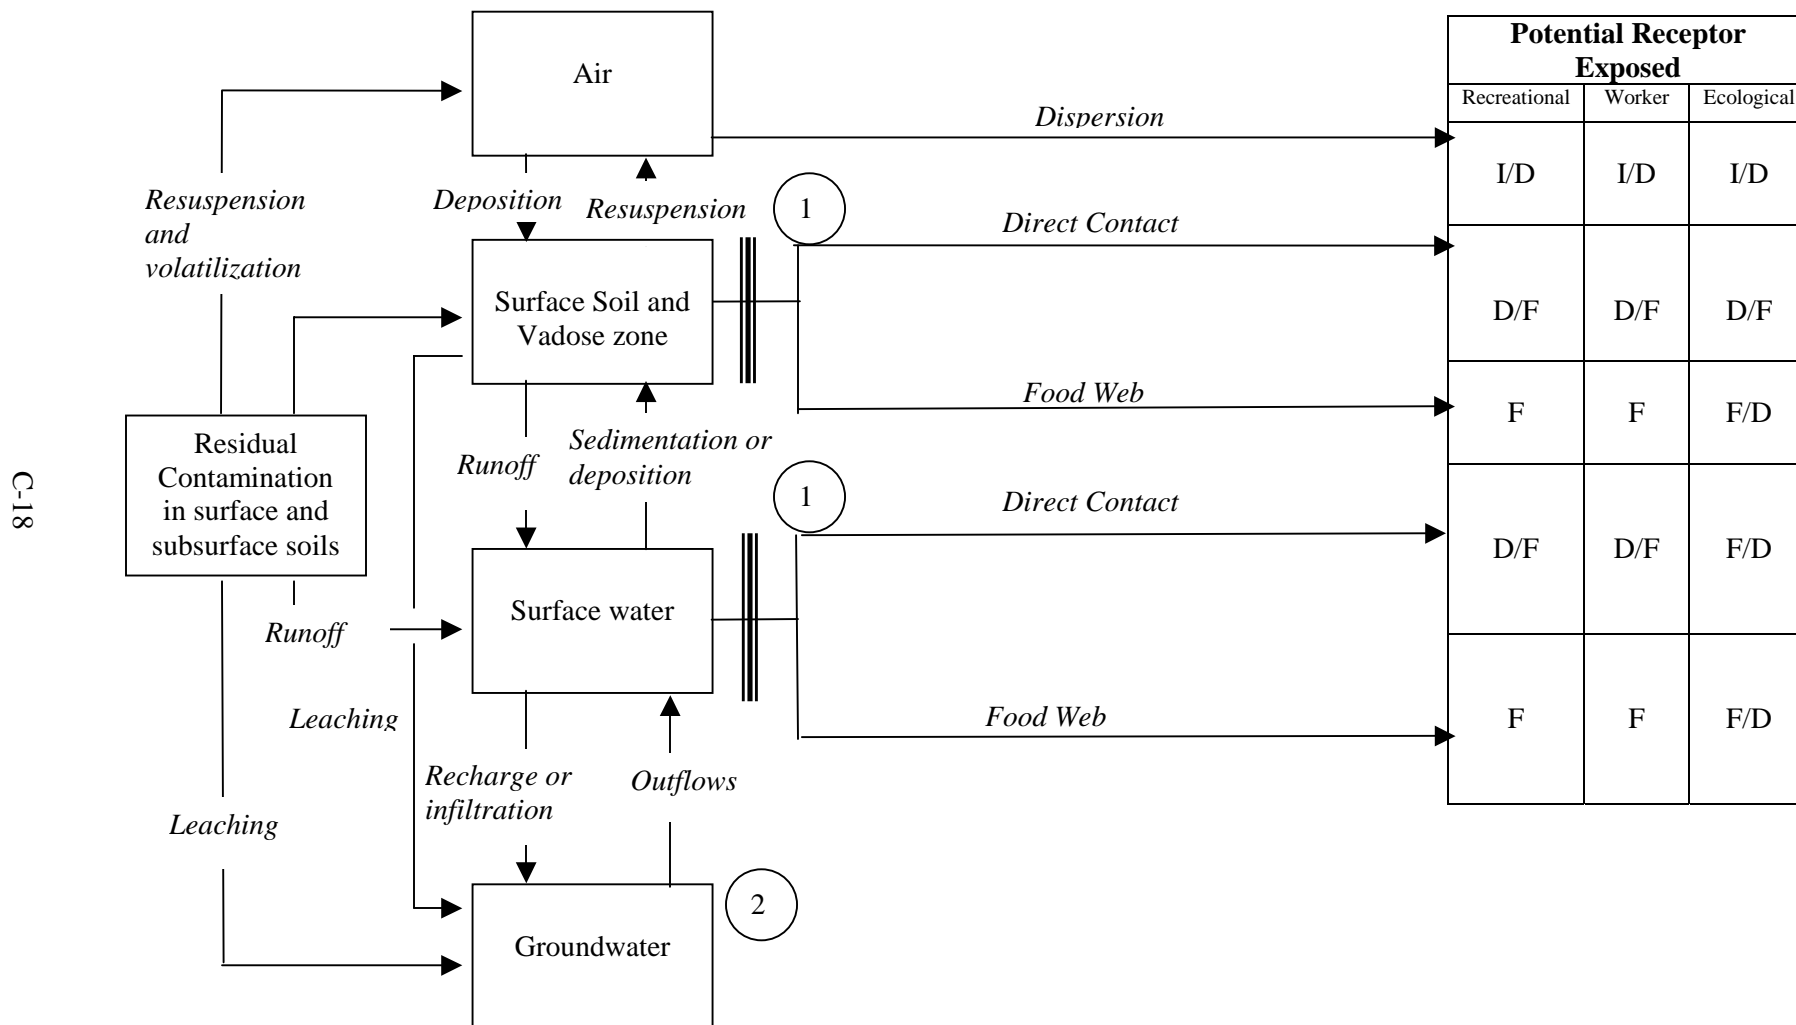 Potential Receptor
Exposed
Recreational Worker Ecological
Air
Dispersion
I/D I/D I/D
Resuspension
and
volatilization
Deposition
Resuspension
1
Direct Contact
Surface Soil and
Vadose zone
D/F D/F D/F
Food Web
F F F/D
Residual
Contamination
in surface and
subsurface soils
Runoff
Sedimentation or
deposition
1
Direct Contact
D/F D/F F/D
C-18
Surface water
Runoff
Leaching
Food Web
F F F/D
Recharge or
infiltration
Outflows
Leaching
2
Groundwater